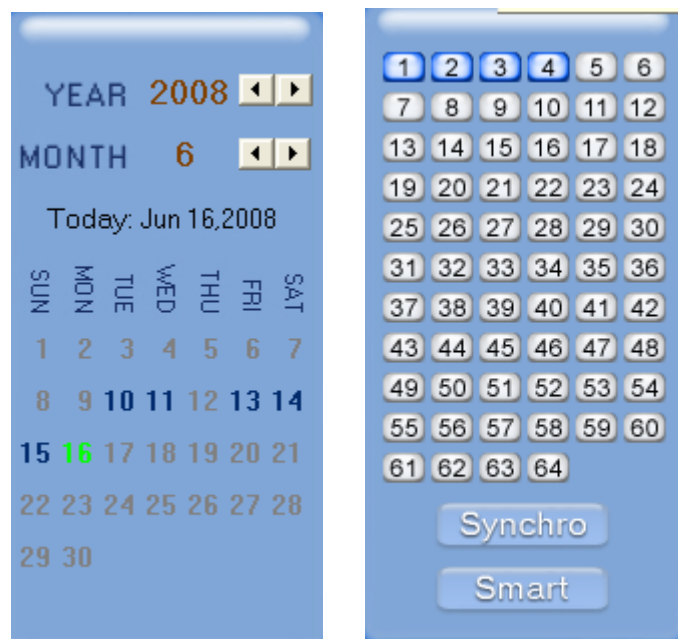 YEAR 2008
MONTH 6
Today: Jun 16,2008
SUN MON TUE WED THU FRI SAT
1 2 3 4 5 6 7
8 9 10 11 12 13 14
15 16 17 18 19 20 21
22 23 24 25 26 27 28
29 30
1 2 3 4 5 6
7 8 9 10 11 12
13 14 15 16 17 18
19 20 21 22 23 24
25 26 27 28 29 30
31 32 33 34 35 36
37 38 39 40 41 42
43 44 45 46 47 48
49 50 51 52 53 54
55 56 57 58 59 60
61 62 63 64
Synchro
Smart